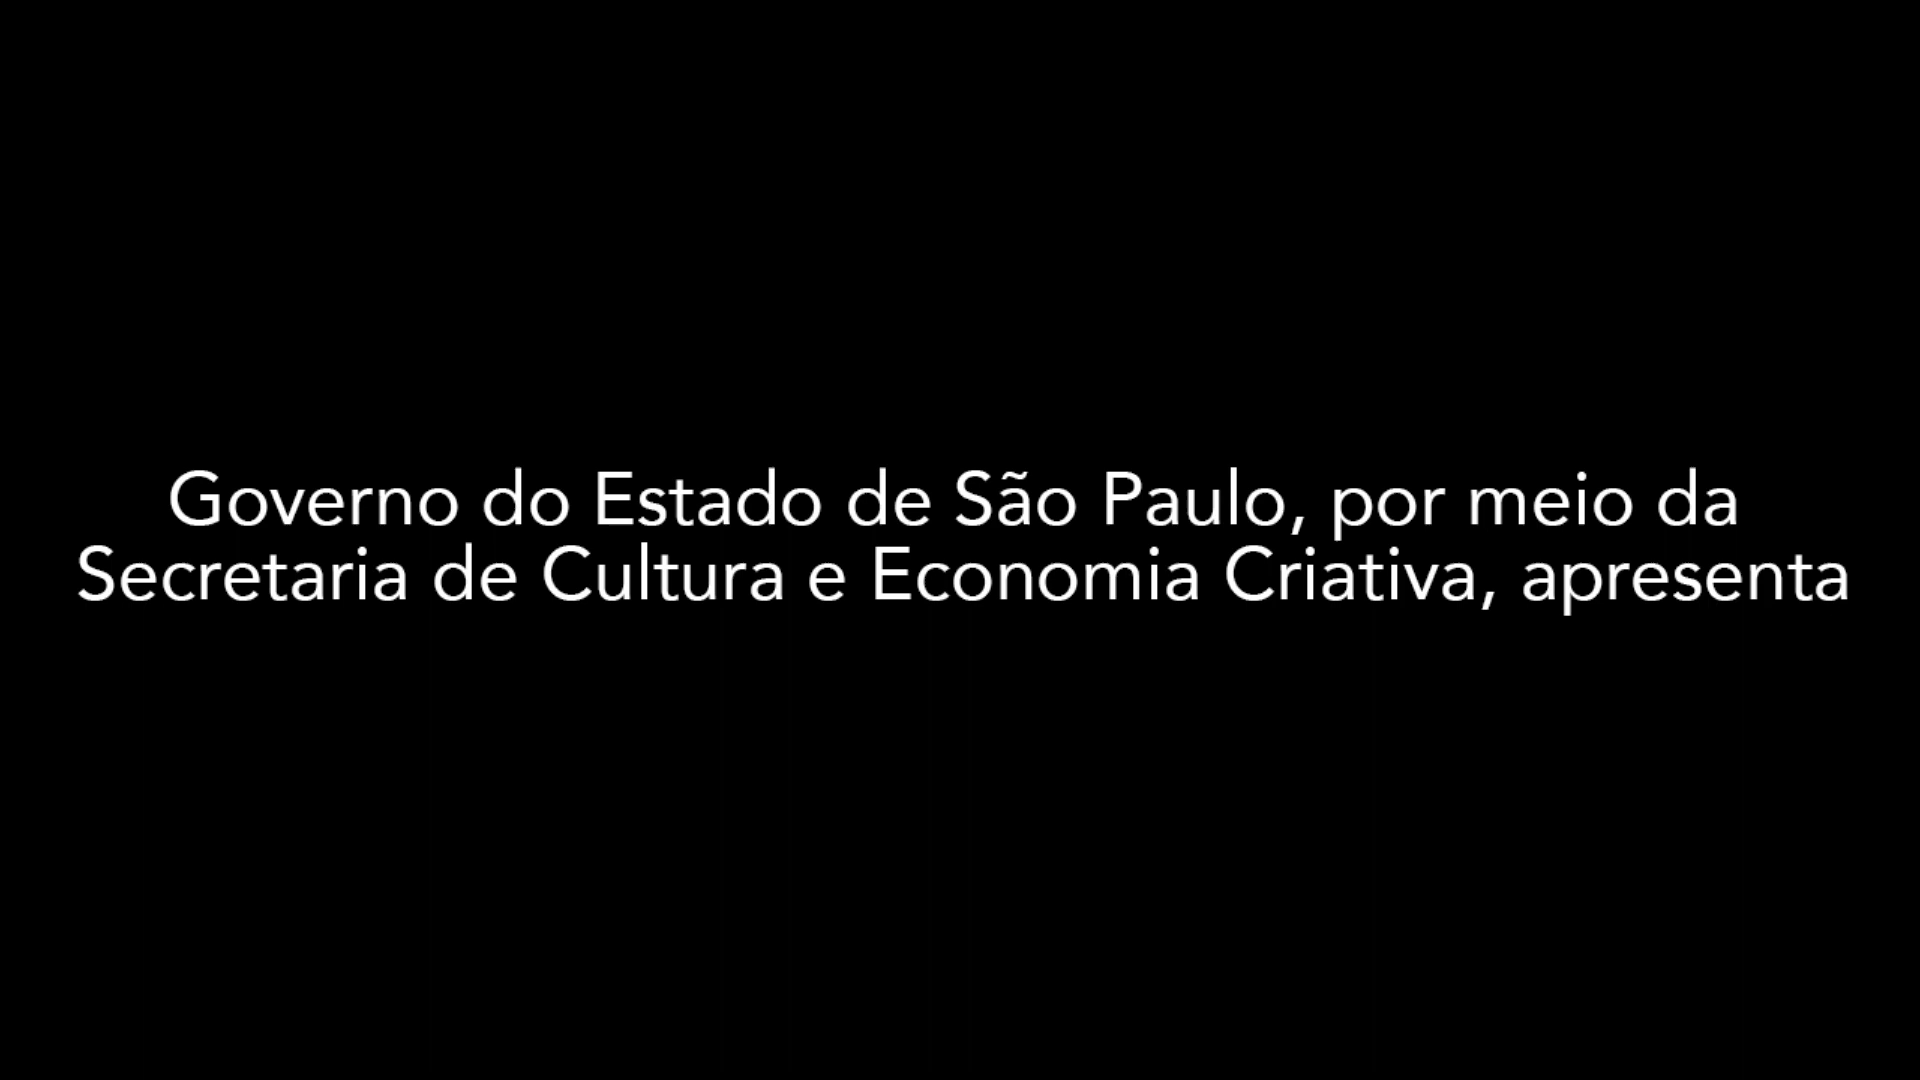 Governo do Estado de São Paulo, por meio da
Secretaria de Cultura e Economia Criativa, apresenta